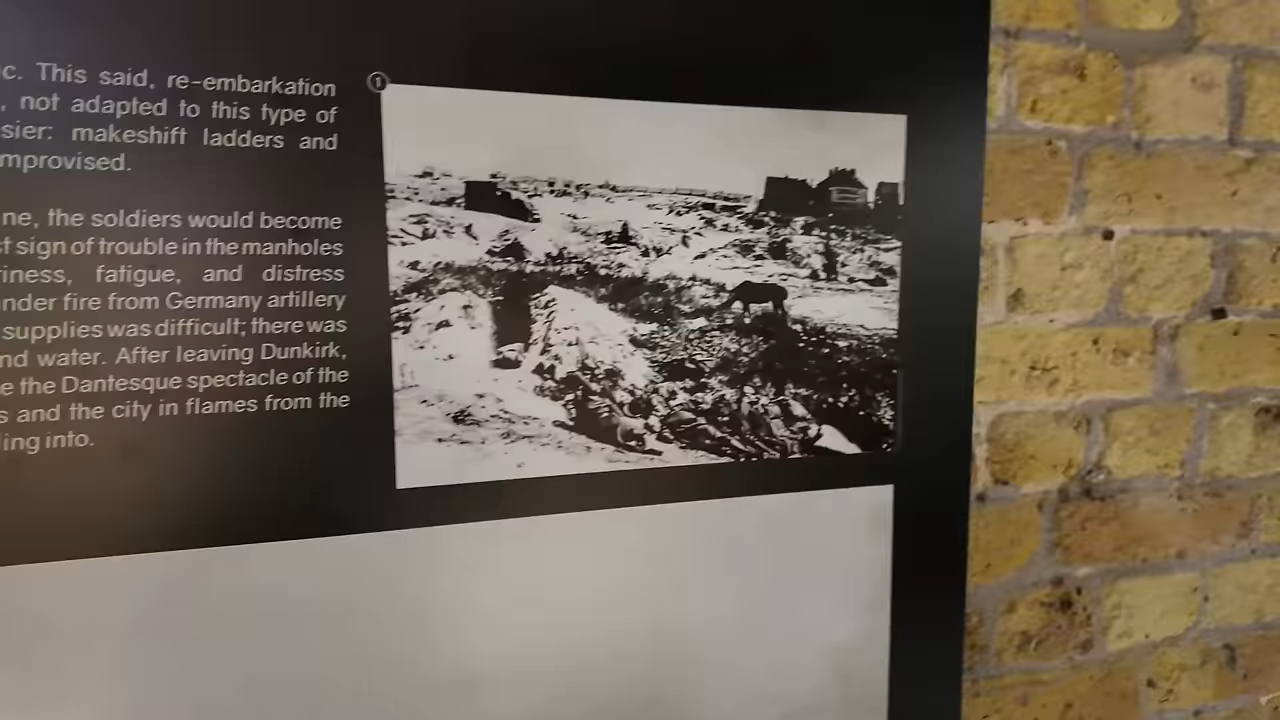 c. This said, re-embarkation
, not adapted to this type of
sier: makeshift ladders and
mprovised.
ne, the soldiers would become
t sign of trouble in the manholes
riness, fatigue, and distress
nder fire from Germany artillery
supplies was difficult; there was
nd water. After leaving Dunkirk,
e the Dantesque spectacle of the
s and the city in flames from the
ling into.
1